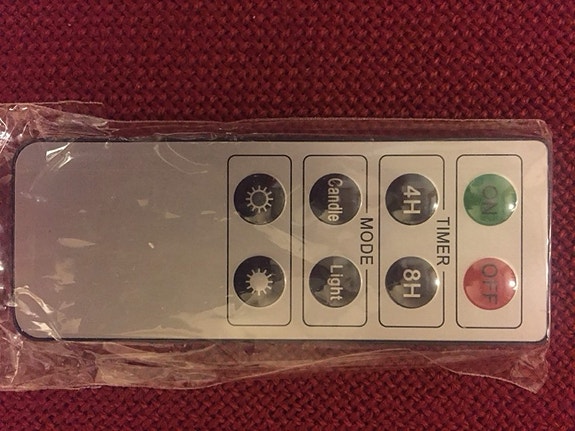 ON OFF
TIMER
4H 8H
MODE
Candle Light